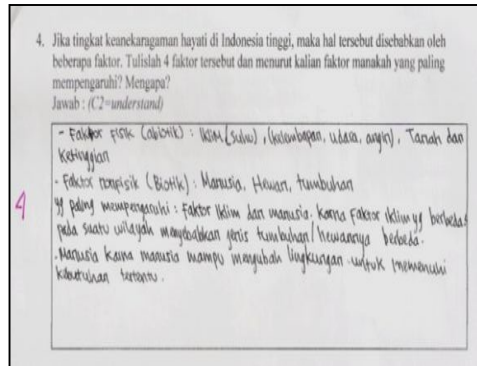 4. Jika tingkat keanekaragaman hayati di Indonesia tinggi, maka hal tersebut disebabkan oleh
beberapa faktor. Tulislah 4 faktor tersebut dan menurut kalian faktor manakah yang paling
mempengaruhi? Mengapa?
Jawab : (C2=understand)
- Faktor Fisik (abiotik) : Iklim (suhu), (kelembapan, udara, angin), Tanah dan
Ketinggian
- Faktor nonfisik (Biotik) : Manusia, Hewan, tumbuhan
4
yg paling mempengaruhi : Faktor Iklim dan manusia. karna Faktor iklim yg berbeda
pada suatu wilayah menyebabkan jenis tumbuhan/hewannya berbeda.
- Manusia karna manusia mampu mengubah lingkungan untuk memenuhi
kebutuhan tertentu.